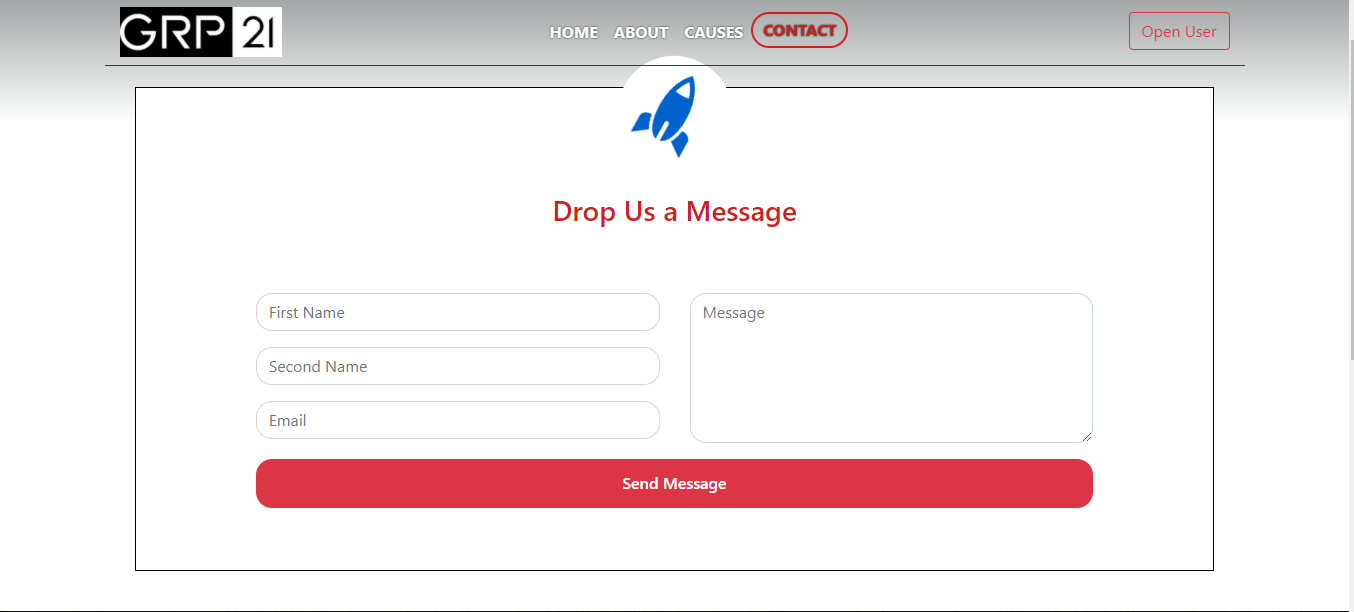 GRP 21
HOME ABOUT CAUSES CONTACT
Open User
Drop Us a Message
First Name
Message
Second Name
Email
Send Message